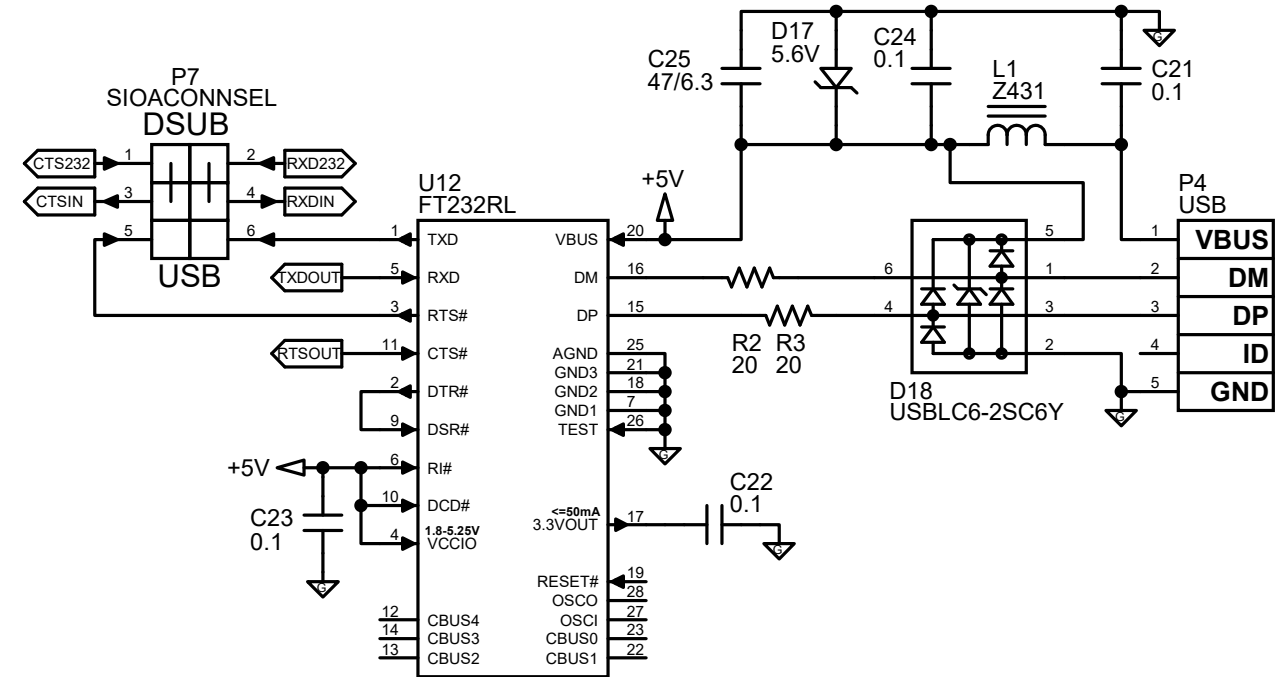 P7
SIOACONNSEL
DSUB
CTS232 1 2 RXD232
CTSIN 3 4 RXDIN
5 6
USB
C25
47/6.3
D17
5.6V
C24
0.1
L1
Z431
C21
0.1
G
+5V
U12
FT232RL
1 TXD
TXDOUT 5 RXD
3 RTS#
RTSOUT 11 CTS#
2 DTR#
9 DSR#
+5V 6 RI#
10 DCD#
1.8-5.25V
4 VCCIO
C23
0.1
G
12 CBUS4
14 CBUS3
13 CBUS2
VBUS 20
DM 16
DP 15
AGND 25
GND3 21
GND2 18
GND1 7
TEST 26
G
<=50mA
3.3VOUT 17
C22
0.1
G
RESET# 19
OSCO 28
OSCI 27
CBUS0 23
CBUS1 22
R2 R3
20 20
6 5
1
4 3
2
D18
USBLC6-2SC6Y
G
P4
USB
1 VBUS
2 DM
3 DP
4 ID
5 GND